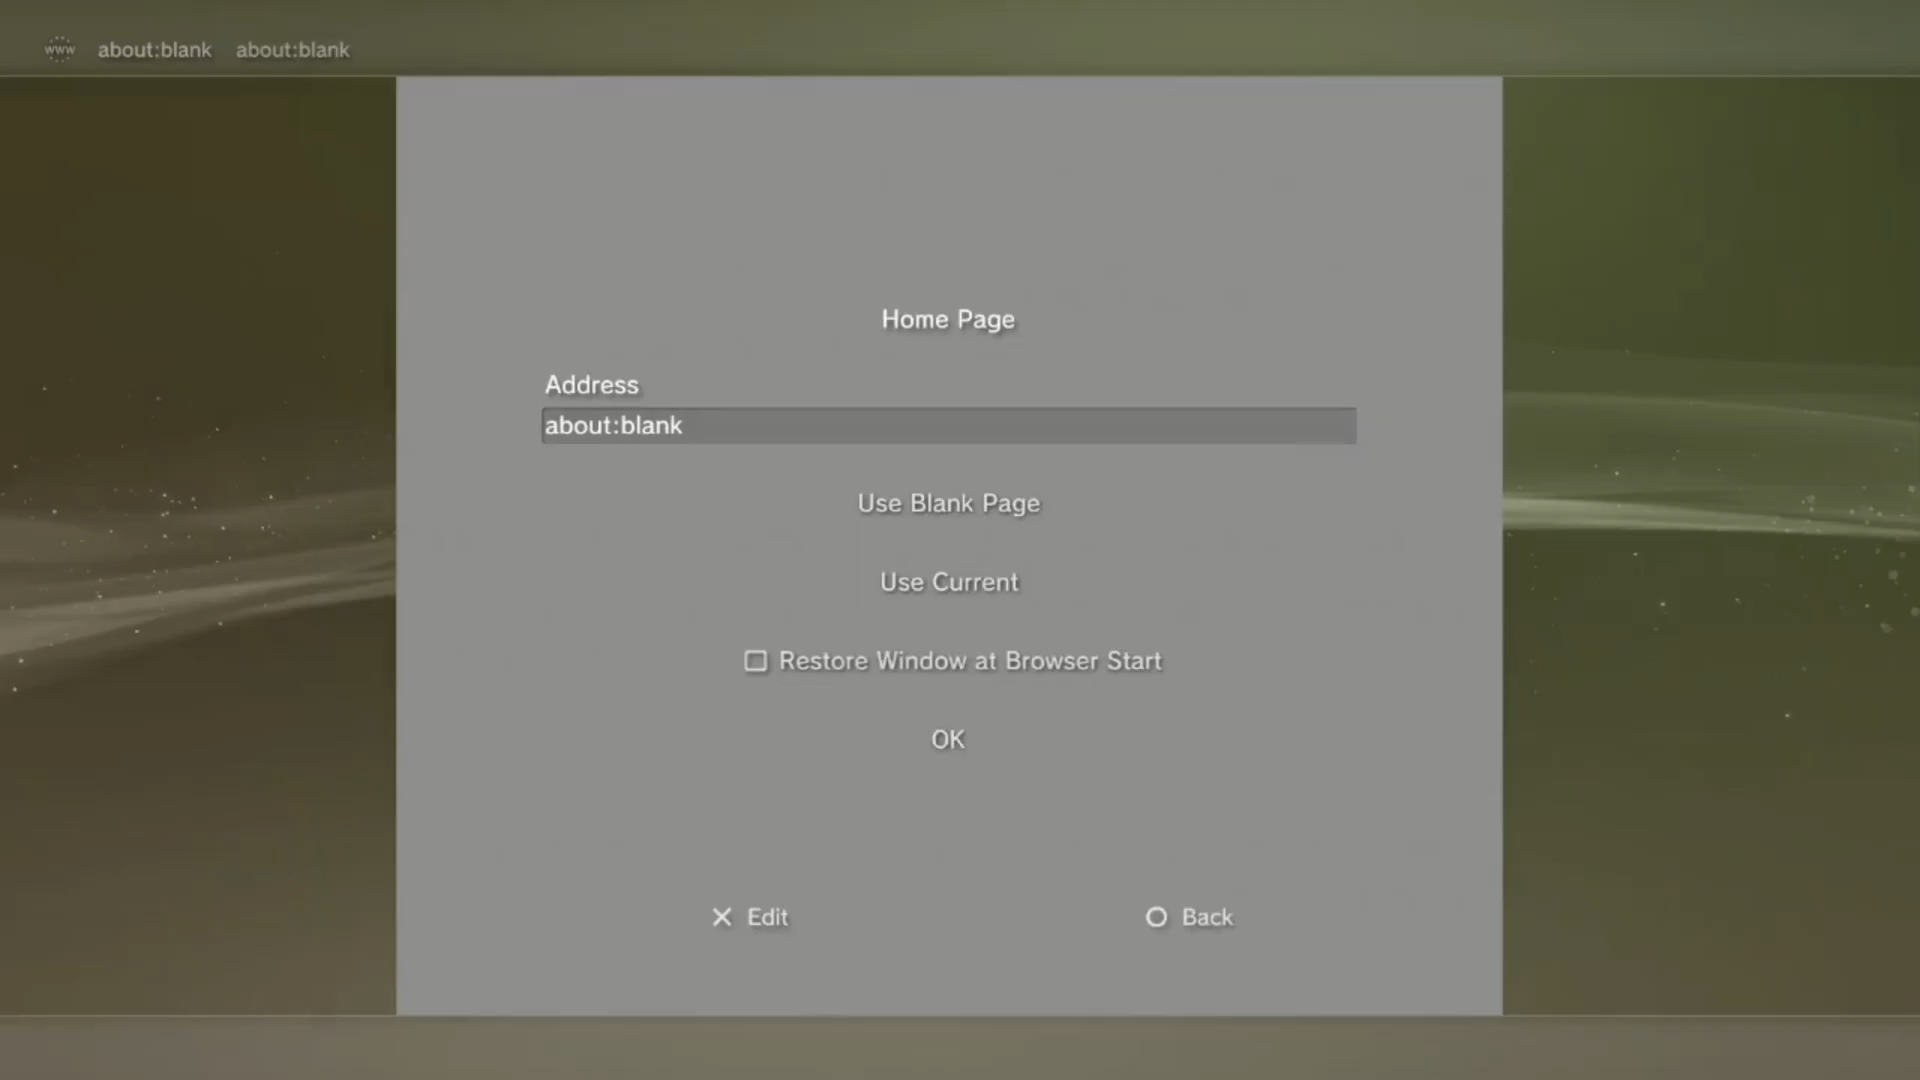 www about:blank about:blank
Home Page
Address
about:blank
Use Blank Page
Use Current
Restore Window at Browser Start
OK
Edit Back